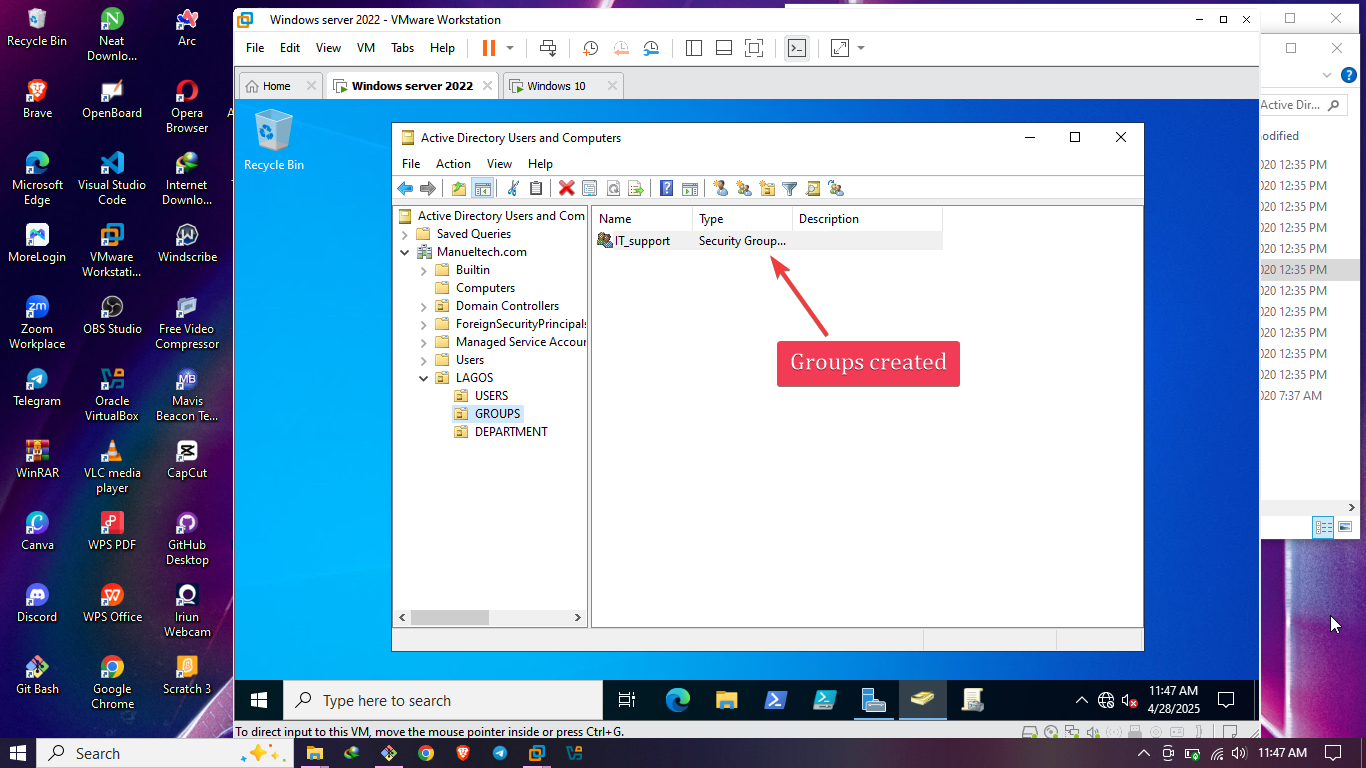 Recycle Bin
Neat
Downlo...
Arc
Brave
OpenBoard
Opera
Browser
A
Microsoft
Edge
Visual Studio
Code
Internet
Downlo...
MoreLogin
VMware
Workstati...
Windscribe
Zoom
Workplace
OBS Studio
Free Video
Compressor
Telegram
Oracle
VirtualBox
Mavis
Beacon Te...
WinRAR
VLC media
player
CapCut
Canva
WPS PDF
GitHub
Desktop
Discord
WPS Office
Iriun
Webcam
Git Bash
Google
Chrome
Scratch 3
Windows server 2022 - VMware Workstation
File Edit View VM Tabs Help
Home
Windows server 2022
Windows 10
Recycle Bin
Active Directory Users and Computers
File Action View Help
Active Directory Users and Com
Saved Queries
Manueltech.com
Builtin
Computers
Domain Controllers
ForeignSecurityPrincipals
Managed Service Accour
Users
LAGOS
USERS
GROUPS
DEPARTMENT
Name Type Description
IT_support Security Group...
Groups created
Type here to search
11:47 AM
4/28/2025
To direct input to this VM, move the mouse pointer inside or press Ctrl+G.
Active Dir...
odified
020 12:35 PM
020 12:35 PM
020 12:35 PM
020 12:35 PM
020 12:35 PM
020 12:35 PM
020 12:35 PM
020 12:35 PM
020 12:35 PM
020 12:35 PM
020 12:35 PM
020 7:37 AM
Search
11:47 AM